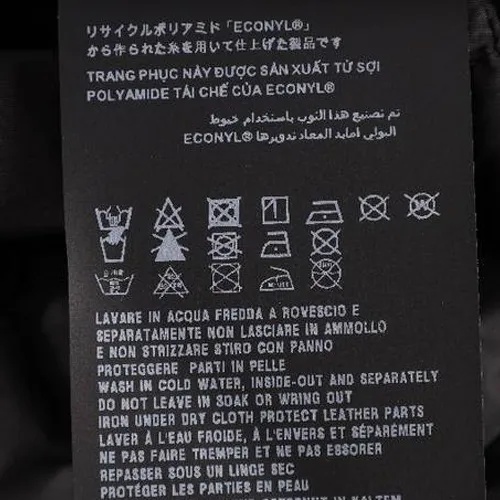 リサイクルポリアミド「ECONYL®」
から作られた糸を用いて仕上げた製品です
TRANG PHỤC NÀY ĐƯỢC SẢN XUẤT TỪ SỢI
POLYAMIDE TÁI CHẾ CỦA ECONYL®
تم تصنيع هذا الثوب باستخدام خيوط
البولي امايد المعاد تدويرها ECONYL®
LAVARE IN ACQUA FREDDA A ROVESCIO E
SEPARATAMENTE NON LASCIARE IN AMMOLLO
E NON STRIZZARE STIRO CON PANNO
PROTEGGERE PARTI IN PELLE
WASH IN COLD WATER, INSIDE-OUT AND SEPARATELY
DO NOT LEAVE IN SOAK OR WRING OUT
IRON UNDER DRY CLOTH PROTECT LEATHER PARTS
LAVER À L'EAU FROIDE, À L'ENVERS ET SÉPARÉMENT
NE PAS FAIRE TREMPER ET NE PAS ESSORER
REPASSER SOUS UN LINGE SEC
PROTÉGER LES PARTIES EN PEAU